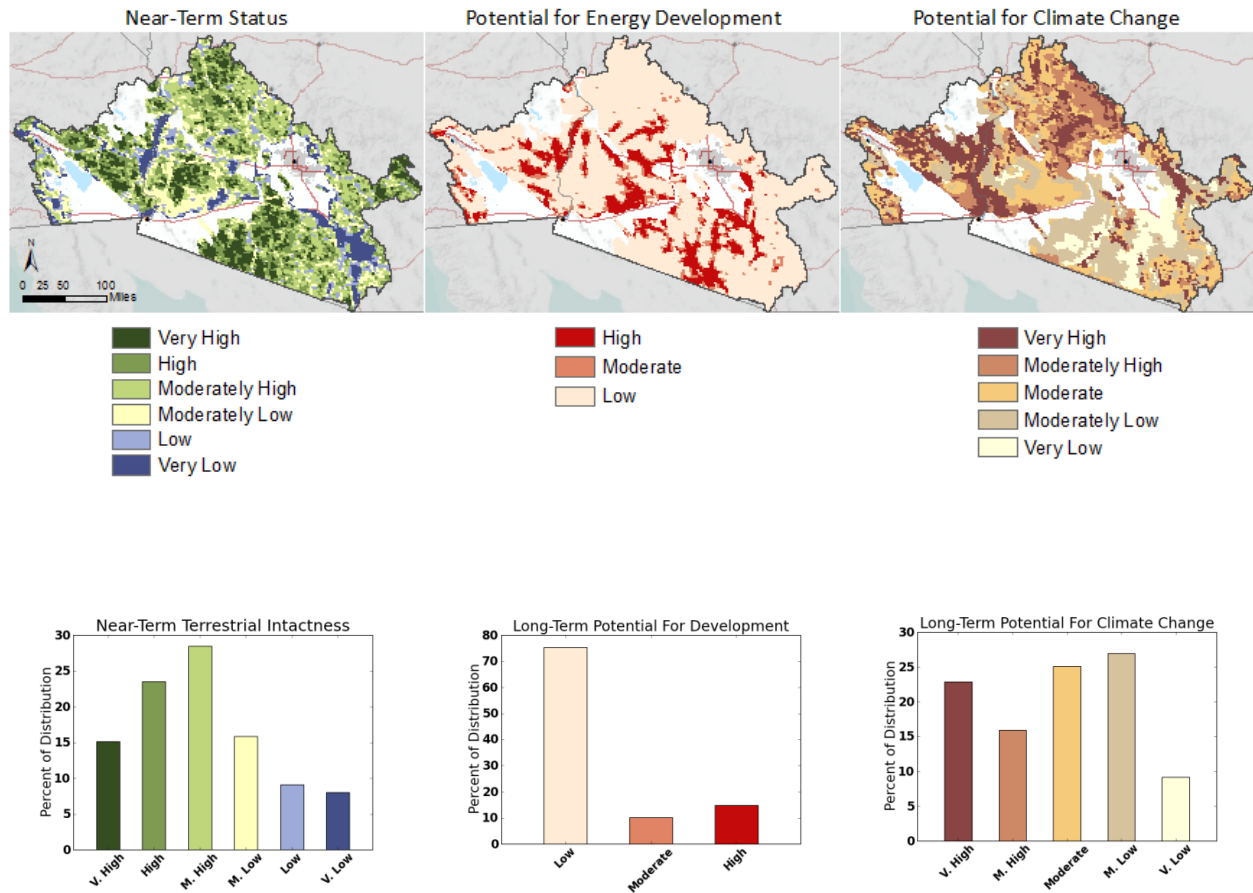 Near-Term Status
Potential for Energy Development
Potential for Climate Change
N
0 25 50 100
Miles
Very High
High
Moderately High
Moderately Low
Low
Very Low
High
Moderate
Low
Very High
Moderately High
Moderate
Moderately Low
Very Low
Near-Term Terrestrial Intactness
Percent of Distribution
30
25
20
15
10
5
0
V. High
High
M. High
M. Low
Low
V. Low
Long-Term Potential For Development
Percent of Distribution
80
70
60
50
40
30
20
10
0
Low
Moderate
High
Long-Term Potential For Climate Change
Percent of Distribution
30
25
20
15
10
5
0
V. High
M. High
Moderate
M. Low
V. Low